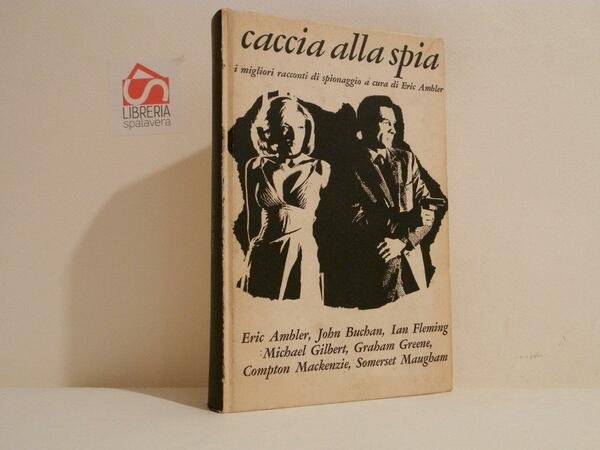 LIBRERIA
spalavera
caccia alla spia
i migliori racconti di spionaggio a cura di Eric Ambler
Eric Ambler, John Buchan, Ian Fleming
Michael Gilbert, Graham Greene,
Compton Mackenzie, Somerset Maugham